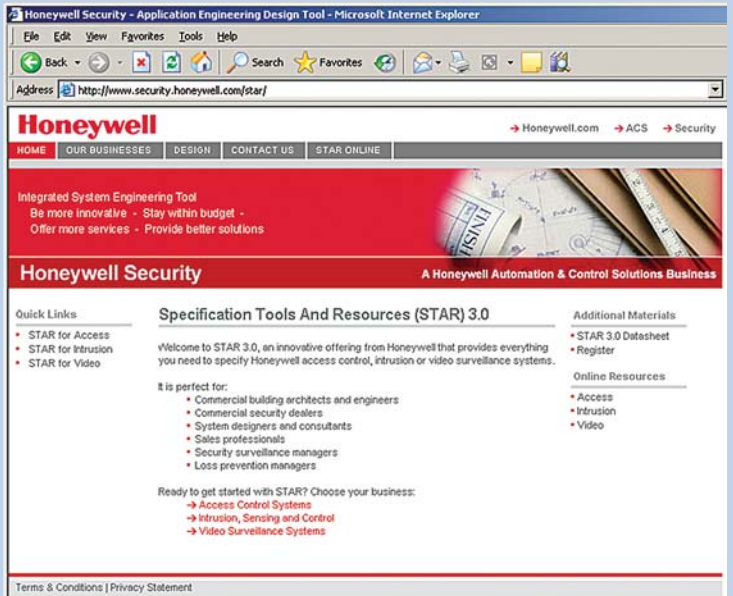 Honeywell Security - Application Engineering Design Tool - Microsoft Internet Explorer
File Edit View Favorites Tools Help
Back Search Favorites
Address http://www.security.honeywell.com/star/
Honeywell
Honeywell.com ACS Security
HOME OUR BUSINESSES DESIGN CONTACT US STAR ONLINE
Integrated System Engineering Tool
Be more innovative - Stay within budget -
Offer more services - Provide better solutions
FINISH
Honeywell Security
A Honeywell Automation & Control Solutions Business
Quick Links
• STAR for Access
• STAR for Intrusion
• STAR for Video
Specification Tools And Resources (STAR) 3.0
Welcome to STAR 3.0, an innovative offering from Honeywell that provides everything
you need to specify Honeywell access control, intrusion or video surveillance systems.
It is perfect for:
• Commercial building architects and engineers
• Commercial security dealers
• System designers and consultants
• Sales professionals
• Security surveillance managers
• Loss prevention managers
Ready to get started with STAR? Choose your business:
→ Access Control Systems
→ Intrusion, Sensing and Control
→ Video Surveillance Systems
Additional Materials
• STAR 3.0 Datasheet
• Register
Online Resources
• Access
• Intrusion
• Video
Terms & Conditions | Privacy Statement